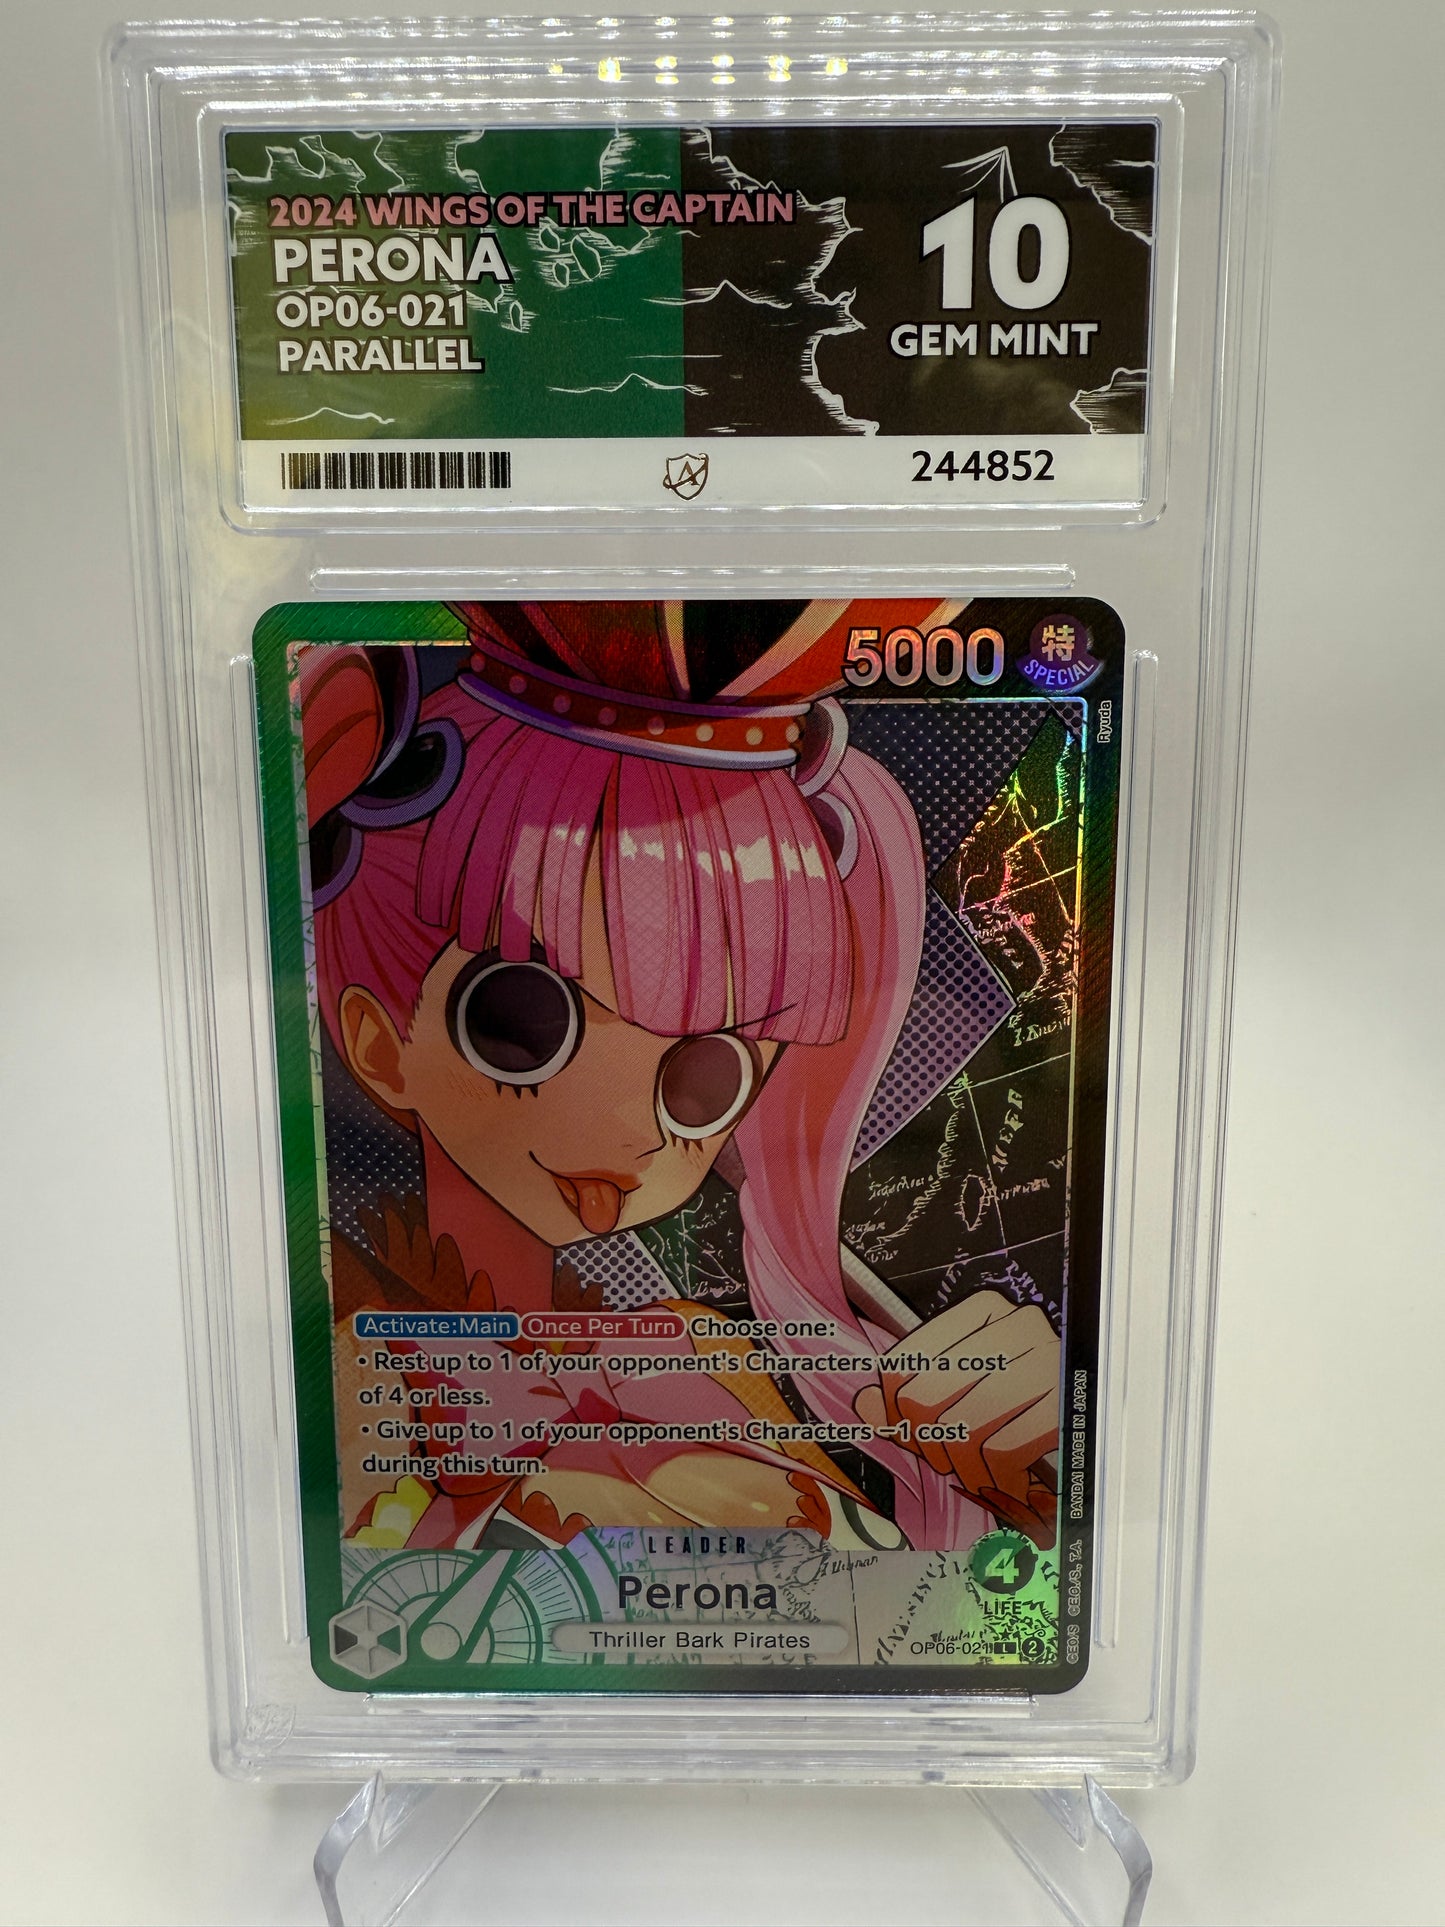 2024 WINGS OF THE CAPTAIN
PERONA
OP06-021
PARALLEL
10
GEM MINT
244852
5000
特
SPECIAL
Ryuda
Activate:Main Once Per Turn Choose one:
• Rest up to 1 of your opponent's Characters with a cost
of 4 or less.
• Give up to 1 of your opponent's Characters −1 cost
during this turn.
BANDAI MADE IN JAPAN
©E.O./S., T.A.
©EO/S
LEADER
4
LIFE
Perona
Thriller Bark Pirates
OP06-021 L 2